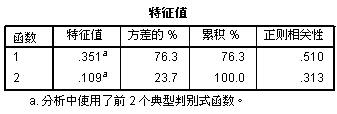 特征值
函数 特征值 方差的 % 累积 % 正则相关性
1 .351a 76.3 76.3 .510
2 .109a 23.7 100.0 .313
a. 分析中使用了前 2 个典型判别式函数。